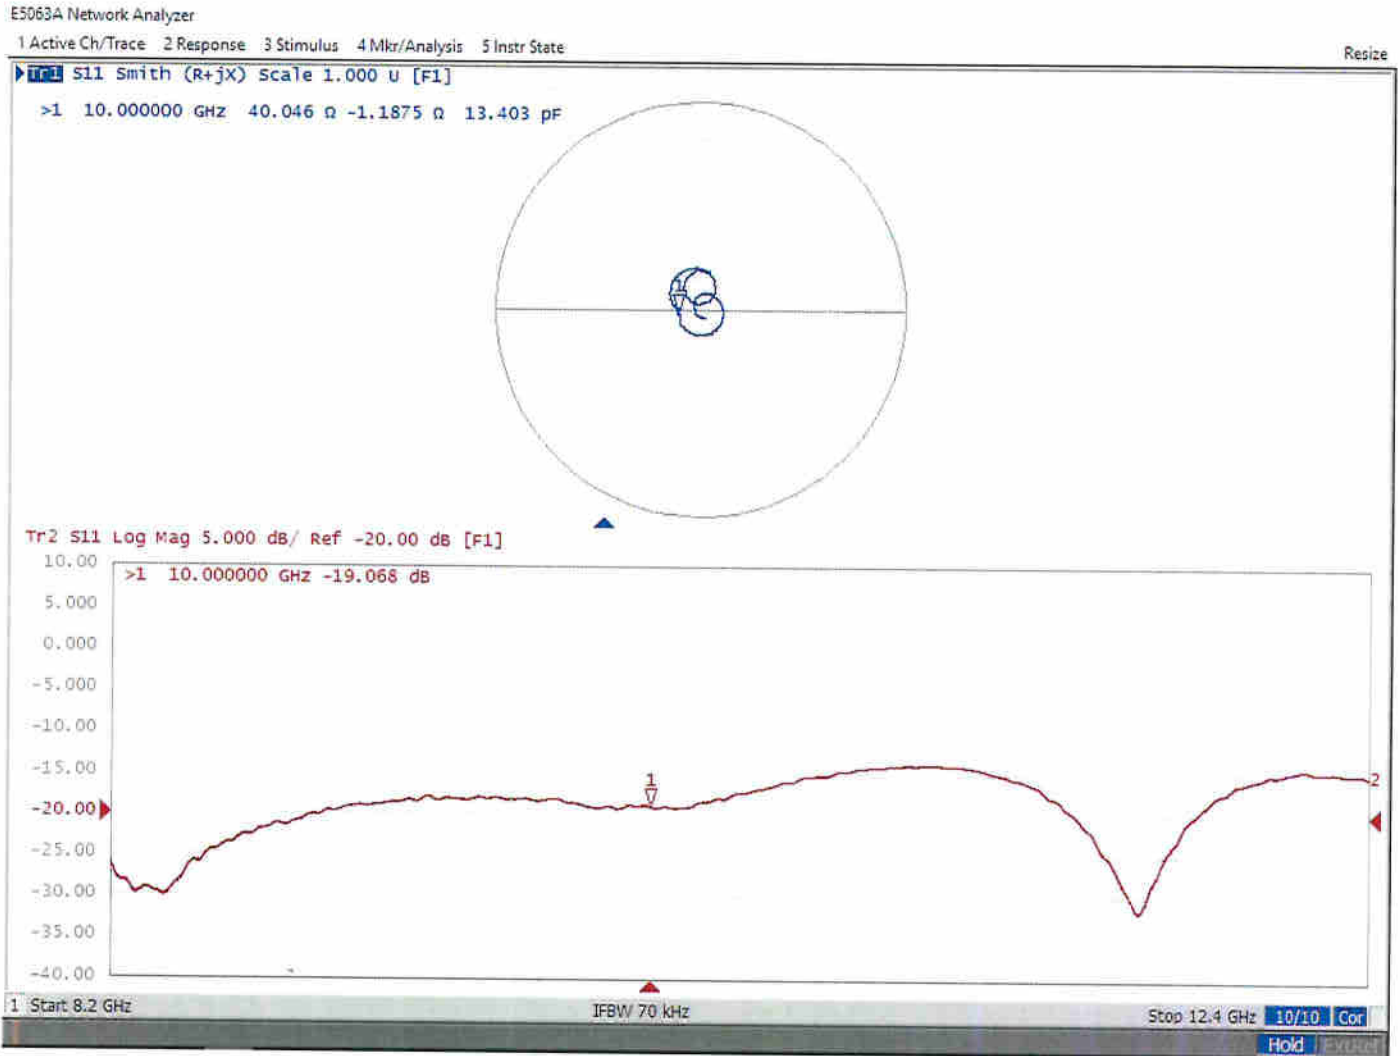 E5063A Network Analyzer
1 Active Ch/Trace 2 Response 3 Stimulus 4 Mkr/Analysis 5 Instr State
Resize
Tr1 S11 Smith (R+jX) Scale 1.000 U [F1]
>1 10.000000 GHz 40.046 Ω -1.1875 Ω 13.403 pF
1
Tr2 S11 Log Mag 5.000 dB/ Ref -20.00 dB [F1]
10.00
>1 10.000000 GHz -19.068 dB
5.000
0.000
-5.000
-10.00
-15.00
1
2
-20.00
-25.00
-30.00
-35.00
-40.00
1 Start 8.2 GHz IFBW 70 kHz Stop 12.4 GHz 10/10 Cor
Hold ExtRef